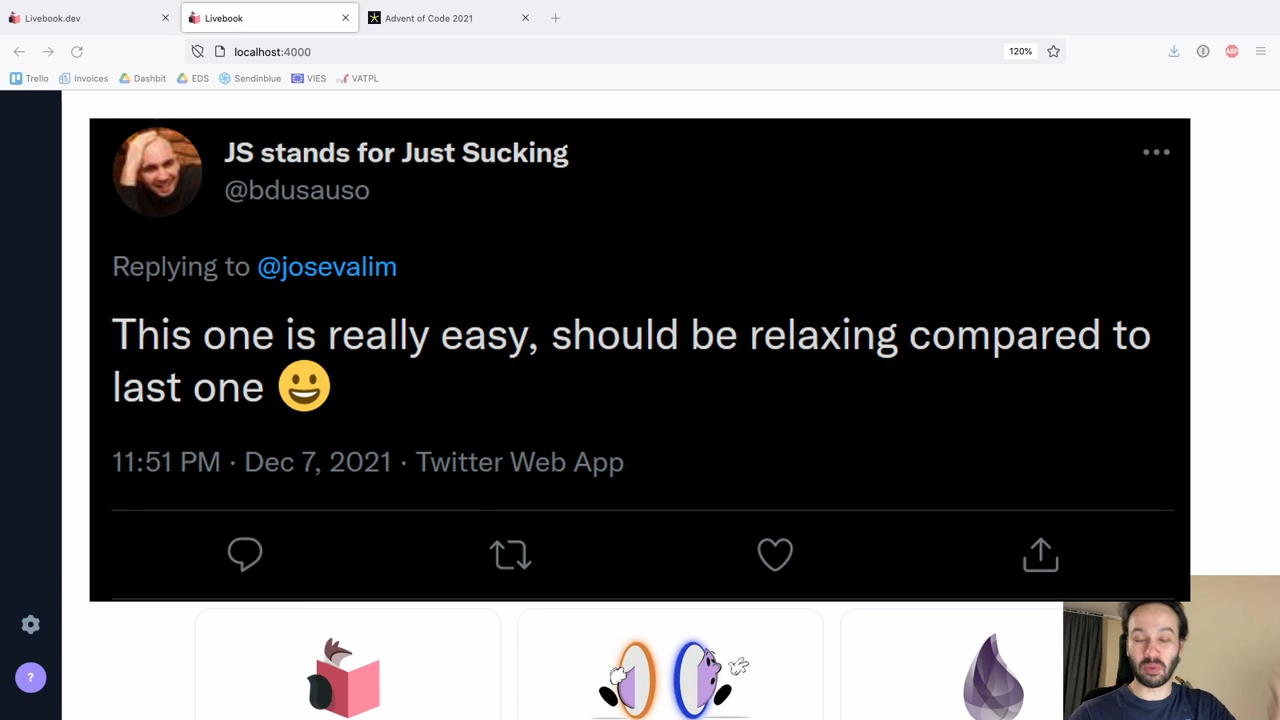 Livebook.dev
Livebook
Advent of Code 2021
localhost:4000
120%
Trello
Invoices
Dashbit
EDS
Sendinblue
VIES
VATPL
JS stands for Just Sucking
@bdusauso
Replying to @josevalim
This one is really easy, should be relaxing compared to
last one 😀
11:51 PM · Dec 7, 2021 · Twitter Web App
?